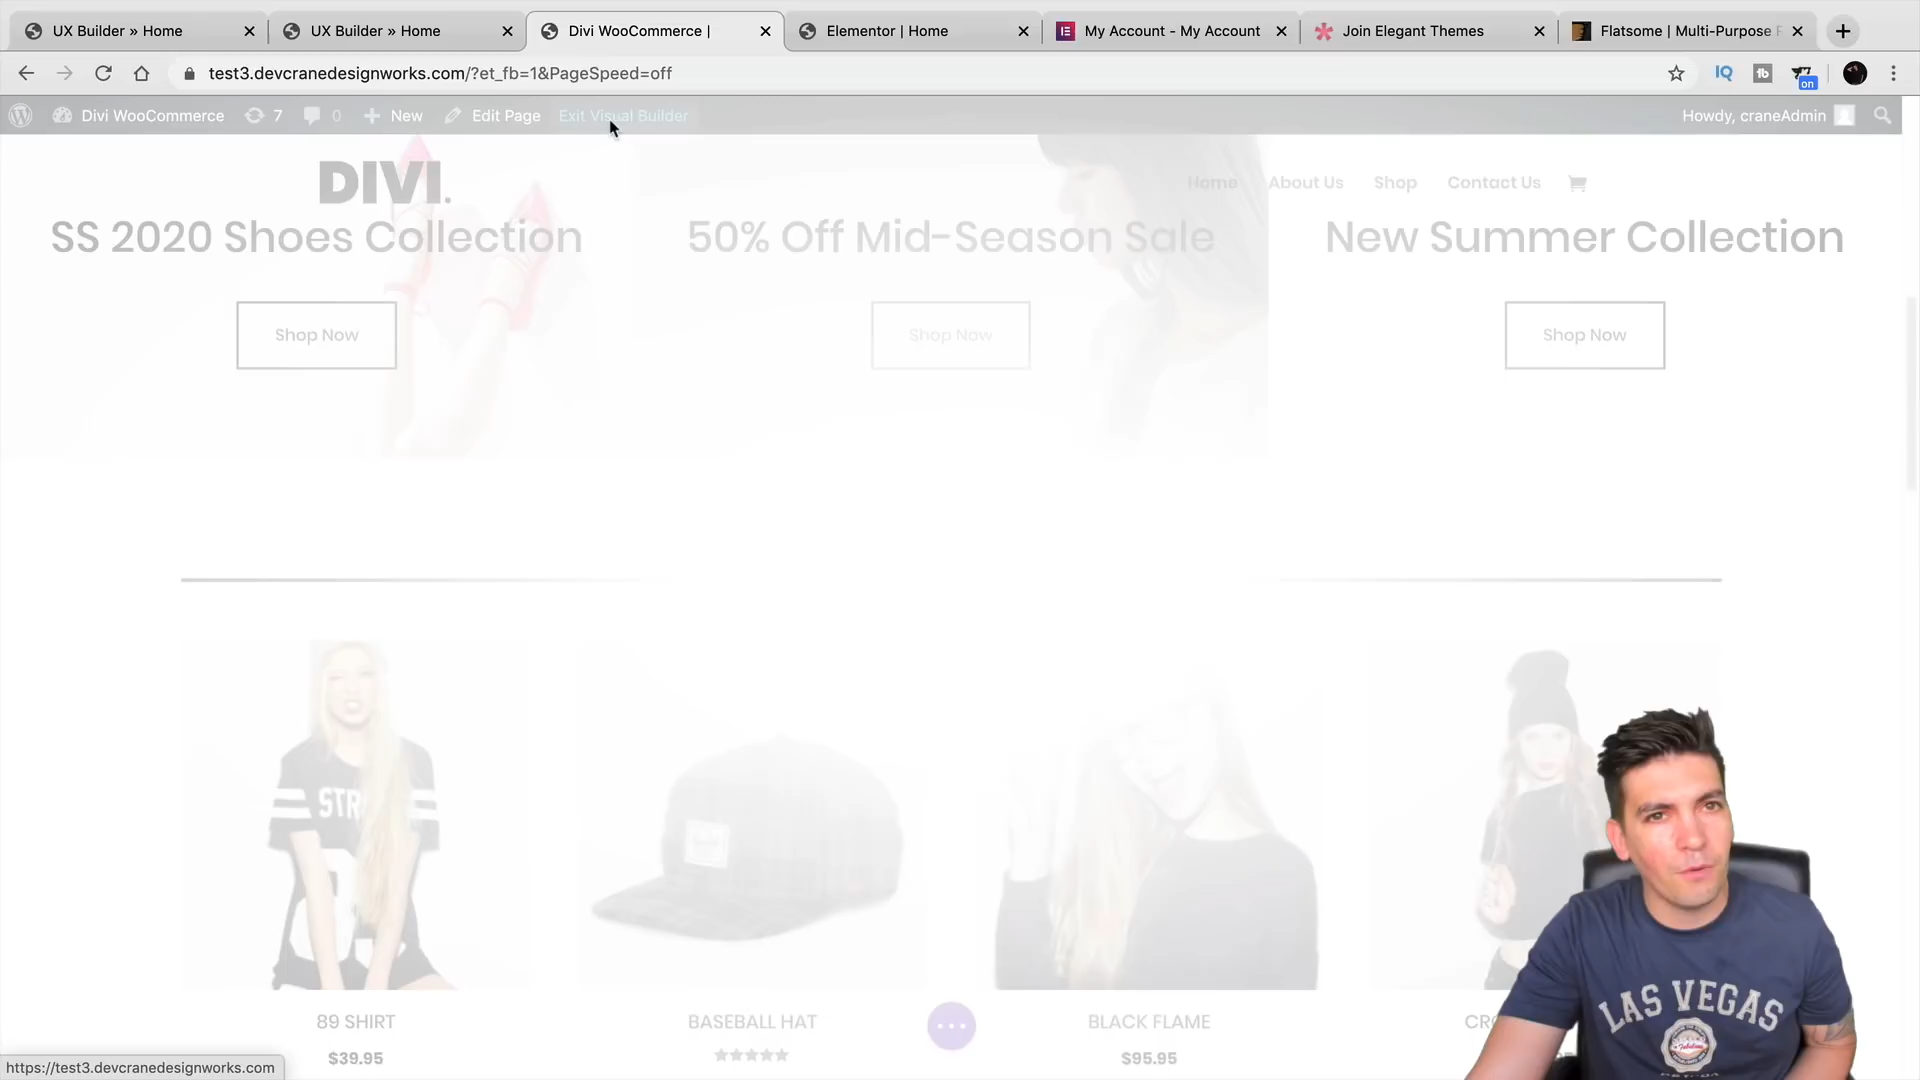 UX Builder » Home
UX Builder » Home
Divi WooCommerce |
Elementor | Home
My Account - My Account
Join Elegant Themes
Flatsome | Multi-Purpose
test3.devcranedesignworks.com/?et_fb=1&PageSpeed=off
IQ
on
Divi WooCommerce
7
0
New
Edit Page
Exit Visual Builder
Howdy, craneAdmin
DIVI.
Home
About Us
Shop
Contact Us
SS 2020 Shoes Collection
50% Off Mid-Season Sale
New Summer Collection
Shop Now
Shop Now
Shop Now
STR
89 SHIRT
BASEBALL HAT
BLACK FLAME
$39.95
$95.95
LAS VEGAS
https://test3.devcranedesignworks.com